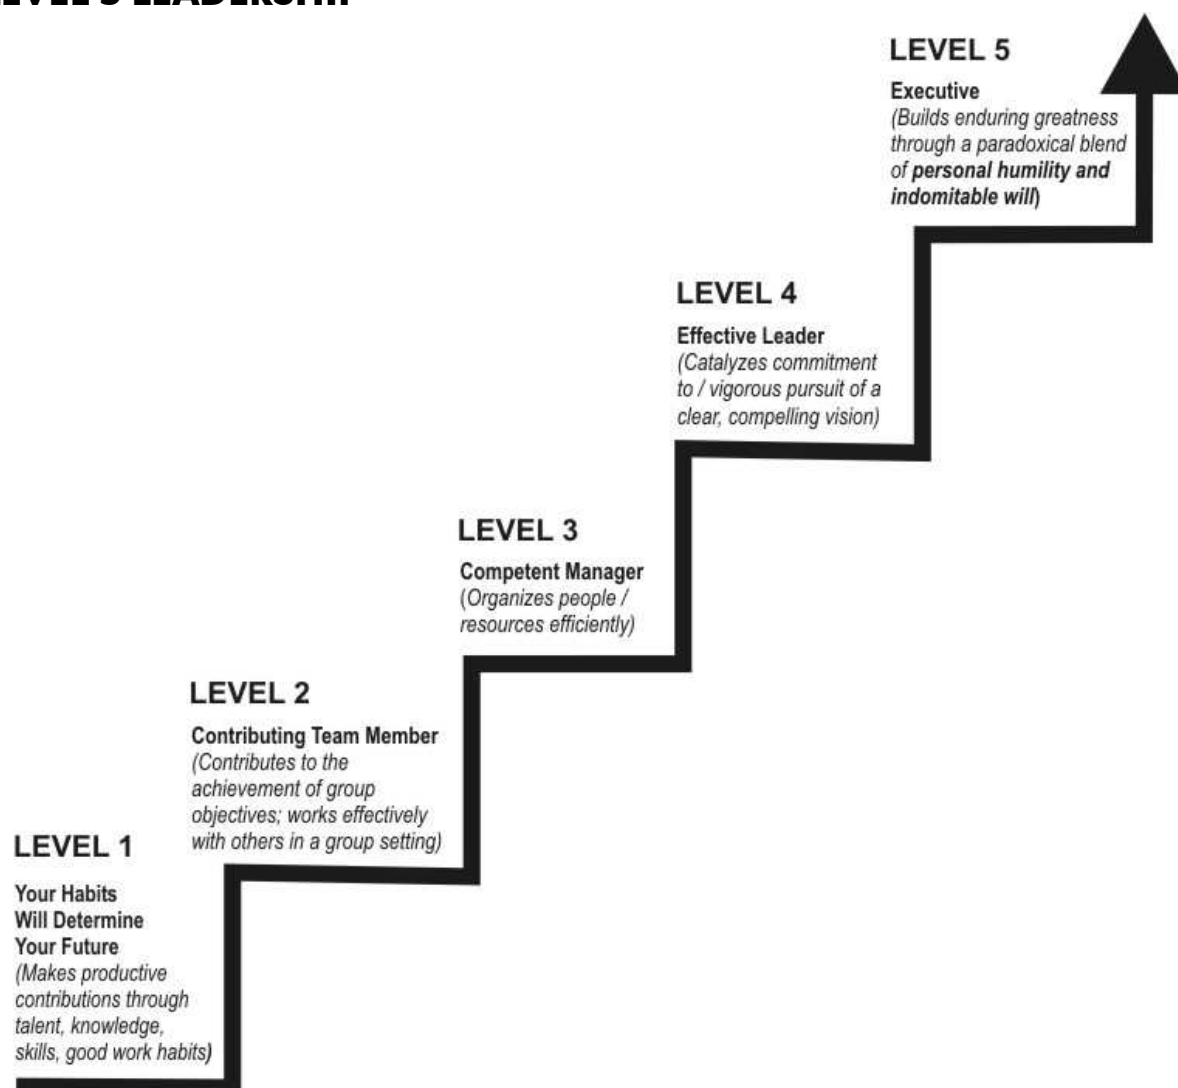 LEVEL 5 LEADERSHIP
LEVEL 5
Executive
(Builds enduring greatness
through a paradoxical blend
of personal humility and
indomitable will)
LEVEL 4
Effective Leader
(Catalyzes commitment
to / vigorous pursuit of a
clear, compelling vision)
LEVEL 3
Competent Manager
(Organizes people /
resources efficiently)
LEVEL 2
Contributing Team Member
(Contributes to the
achievement of group
objectives; works effectively
with others in a group setting)
LEVEL 1
Your Habits
Will Determine
Your Future
(Makes productive
contributions through
talent, knowledge,
skills, good work habits)